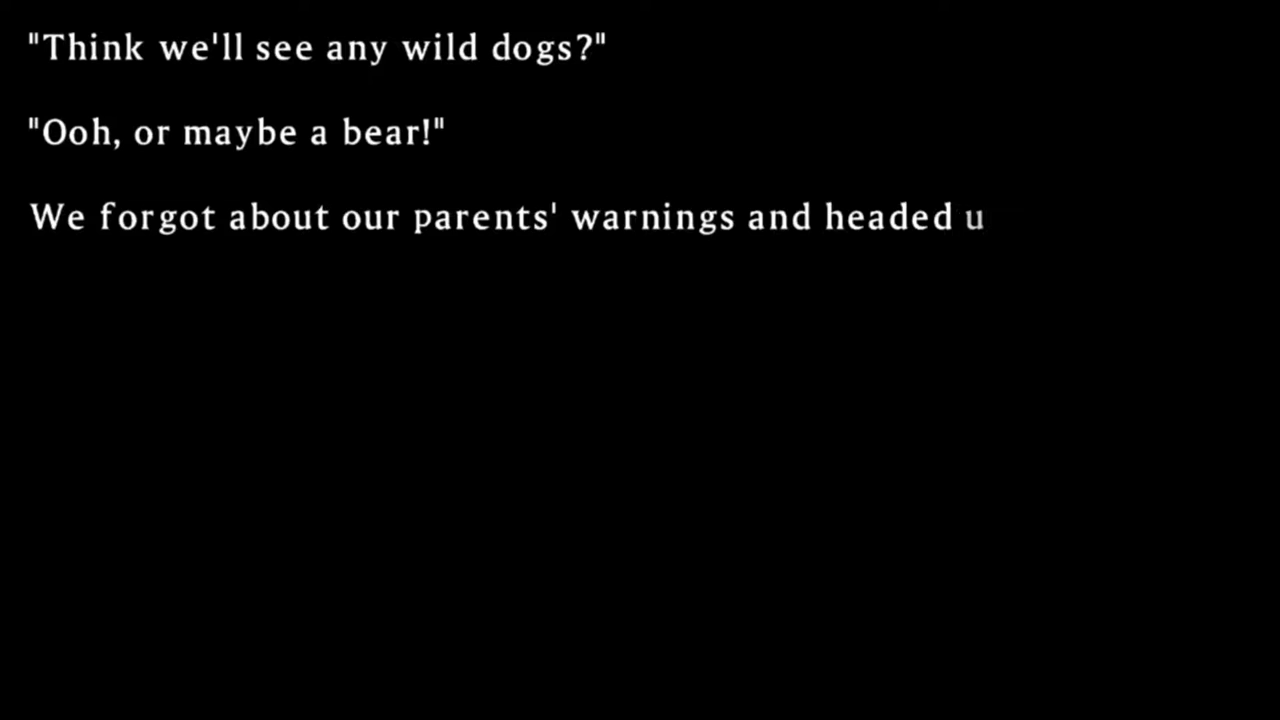 "Think we'll see any wild dogs?"
"Ooh, or maybe a bear!"
We forgot about our parents' warnings and headed u